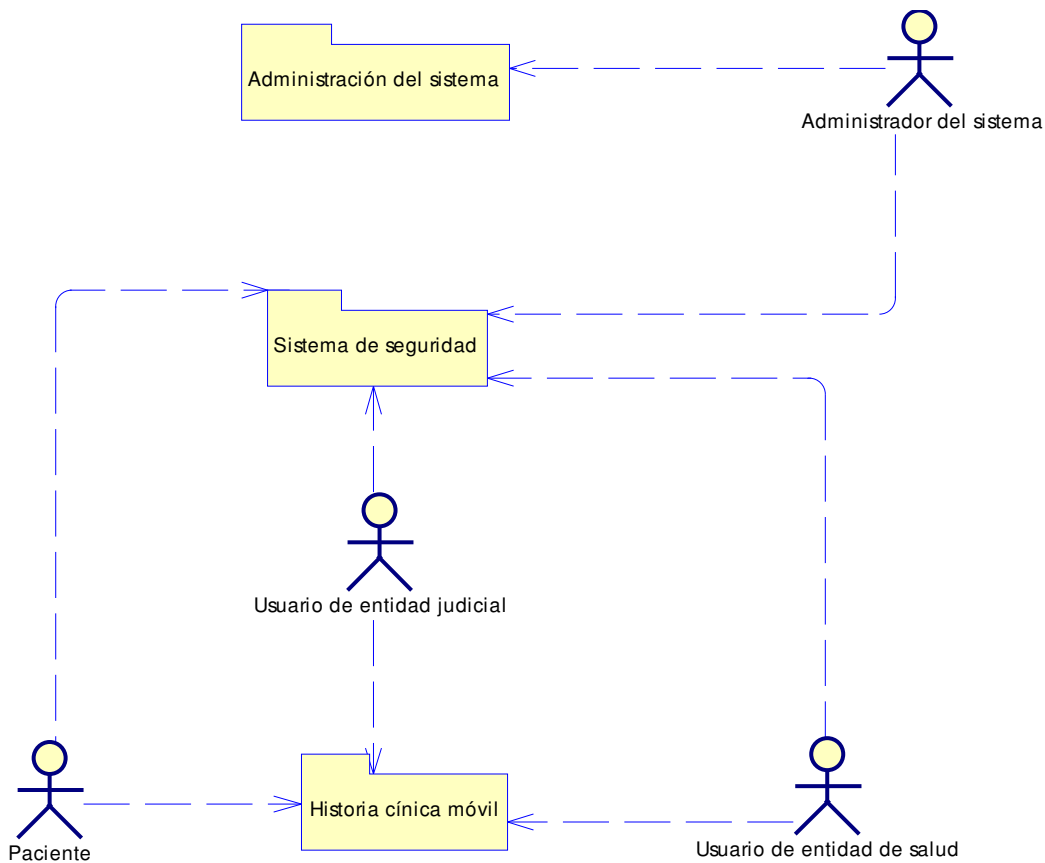 Administración del sistema
Administrador del sistema
Sistema de seguridad
Usuario de entidad judicial
Historia cínica móvil
Paciente
Usuario de entidad de salud